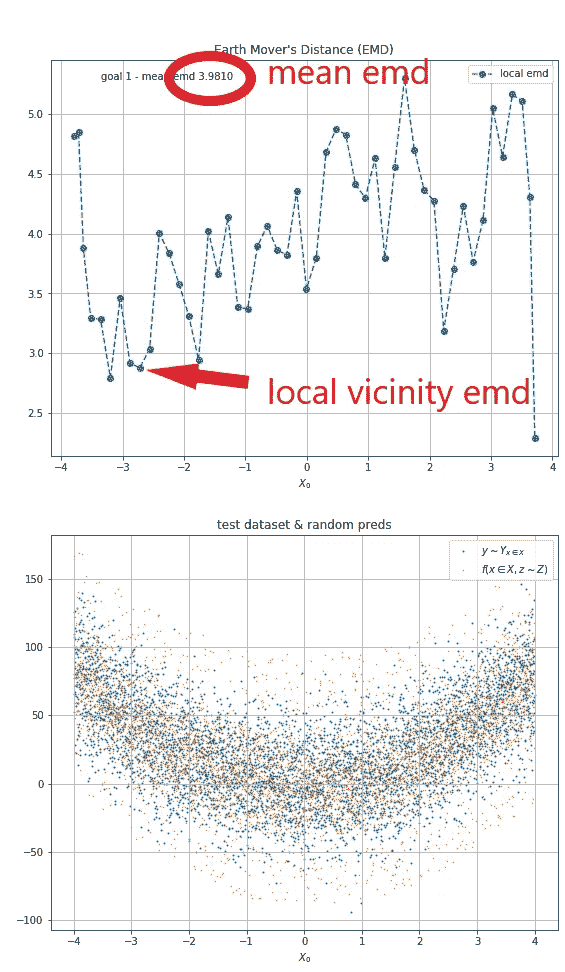 Earth Mover's Distance (EMD)
goal 1 - mean emd 3.9810
mean emd
local emd
5.0
4.5
4.0
3.5
3.0
2.5
local vicinity emd
−4 −3 −2 −1 0 1 2 3 4
X₀
test dataset & random preds
y ~ Yₓ∈ₓ
f(x ∈ X, z ~ Z)
150
100
50
0
−50
−100
−4 −3 −2 −1 0 1 2 3 4
X₀